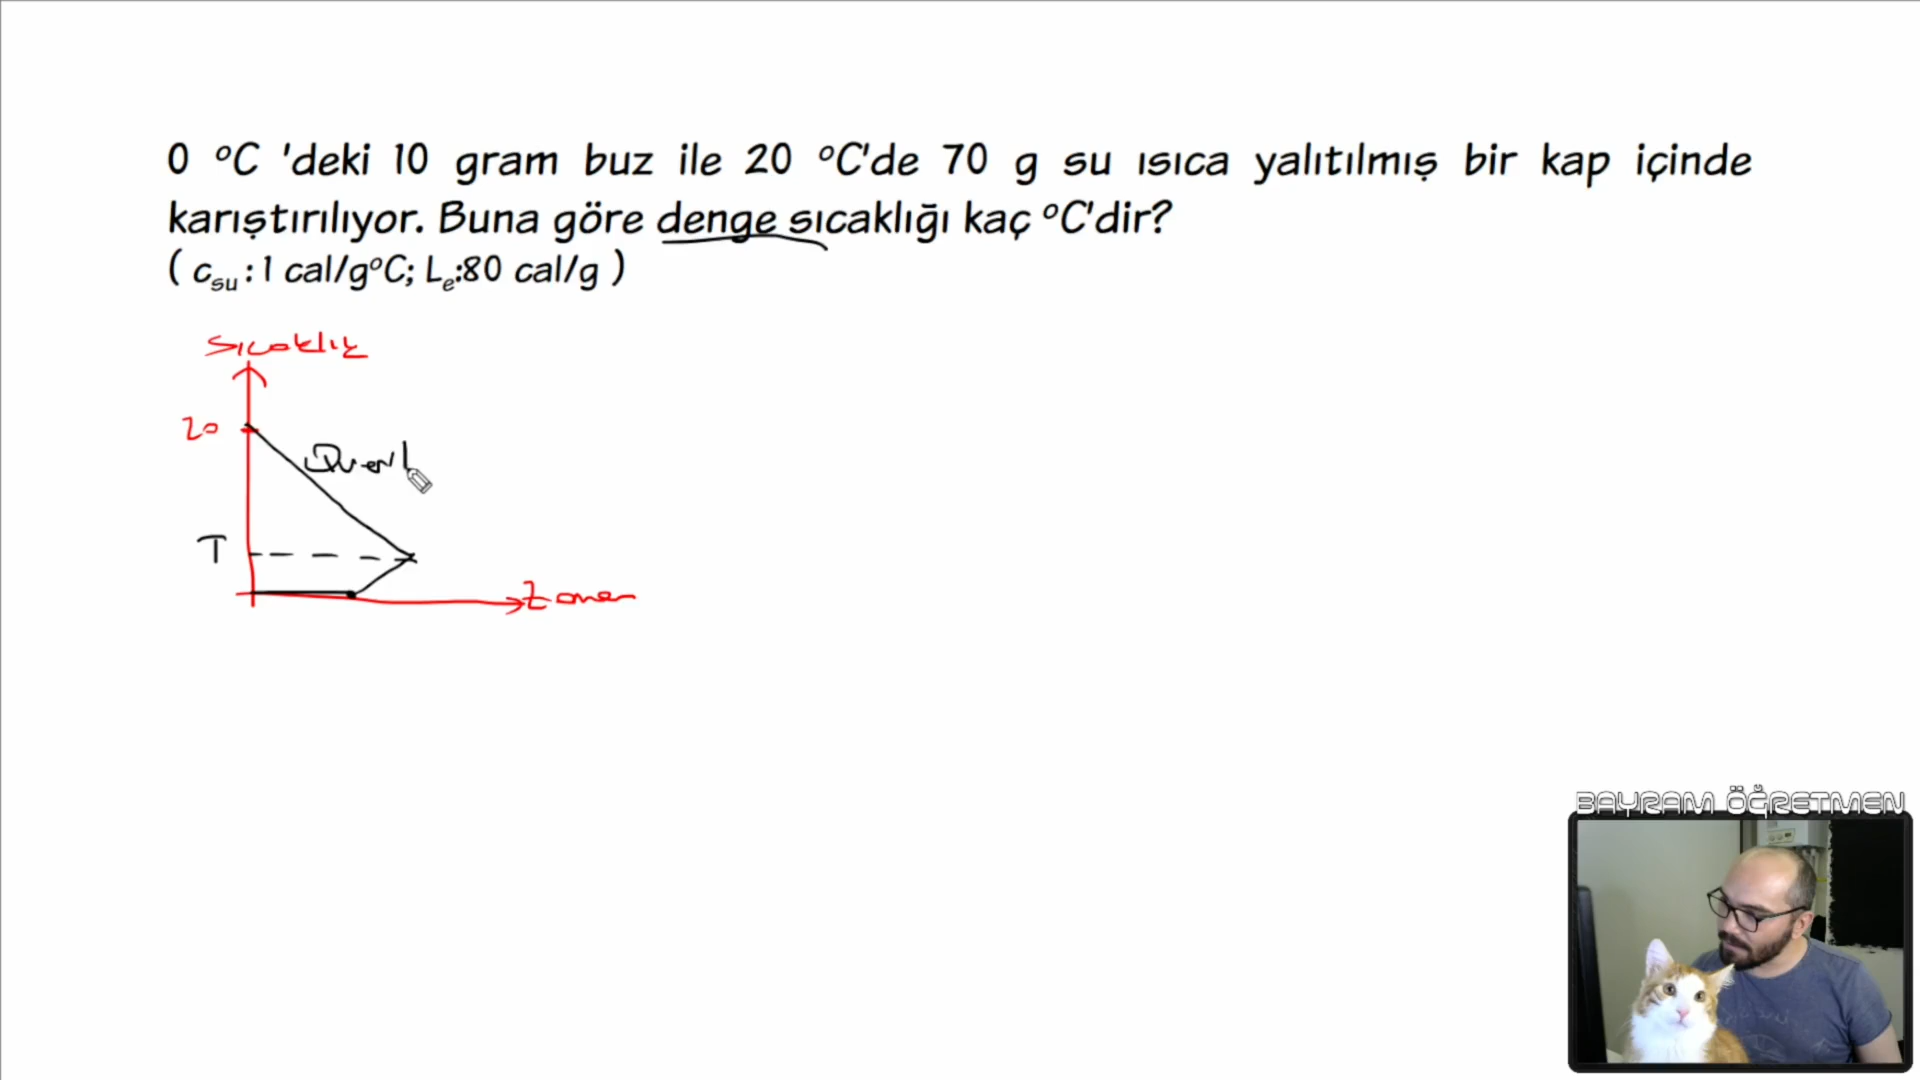 0 °C 'deki 10 gram buz ile 20 °C'de 70 g su ısıca yalıtılmış bir kap içinde
karıştırılıyor. Buna göre denge sıcaklığı kaç °C'dir?
( csu : 1 cal/g°C; Le:80 cal/g )
Sıcaklık
20
Qveril
T
Zaman
BAYRAM ÖĞRETMEN